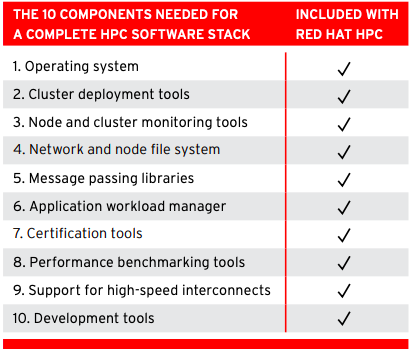 THE 10 COMPONENTS NEEDED FOR
A COMPLETE HPC SOFTWARE STACK
INCLUDED WITH
RED HAT HPC
1. Operating system ✓
2. Cluster deployment tools ✓
3. Node and cluster monitoring tools ✓
4. Network and node file system ✓
5. Message passing libraries ✓
6. Application workload manager ✓
7. Certification tools ✓
8. Performance benchmarking tools ✓
9. Support for high-speed interconnects ✓
10. Development tools ✓